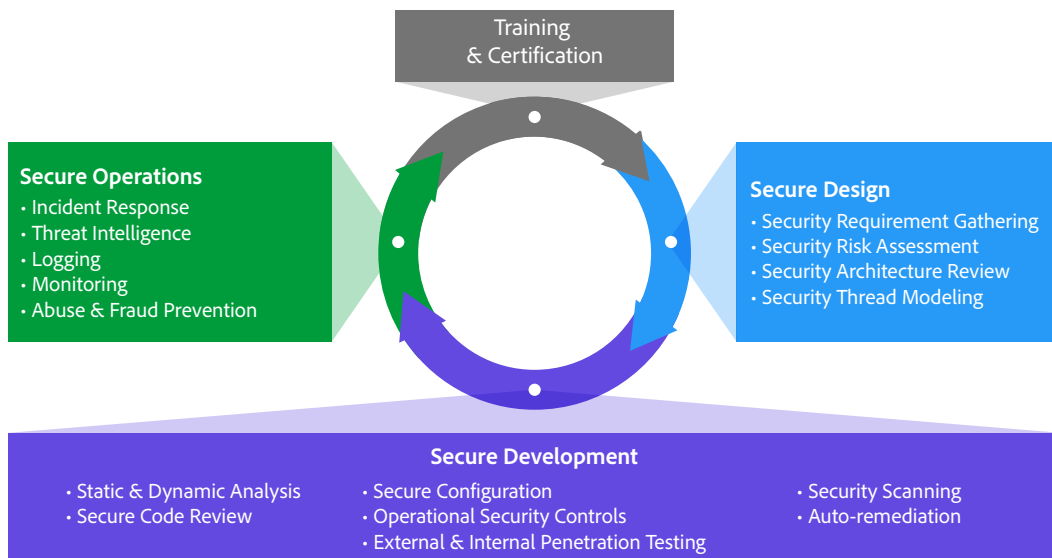 Training
& Certification
Secure Operations
• Incident Response
• Threat Intelligence
• Logging
• Monitoring
• Abuse & Fraud Prevention
Secure Design
• Security Requirement Gathering
• Security Risk Assessment
• Security Architecture Review
• Security Thread Modeling
Secure Development
• Static & Dynamic Analysis
• Secure Code Review
• Secure Configuration
• Operational Security Controls
• External & Internal Penetration Testing
• Security Scanning
• Auto-remediation